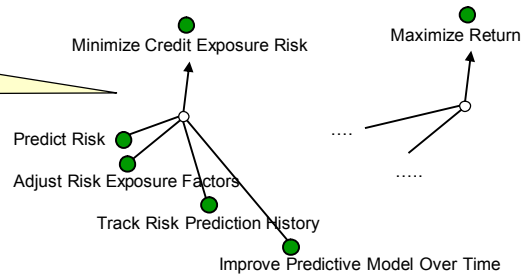 Minimize Credit Exposure Risk
Maximize Return
Predict Risk
....
Adjust Risk Exposure Factors
.....
Track Risk Prediction History
Improve Predictive Model Over Time